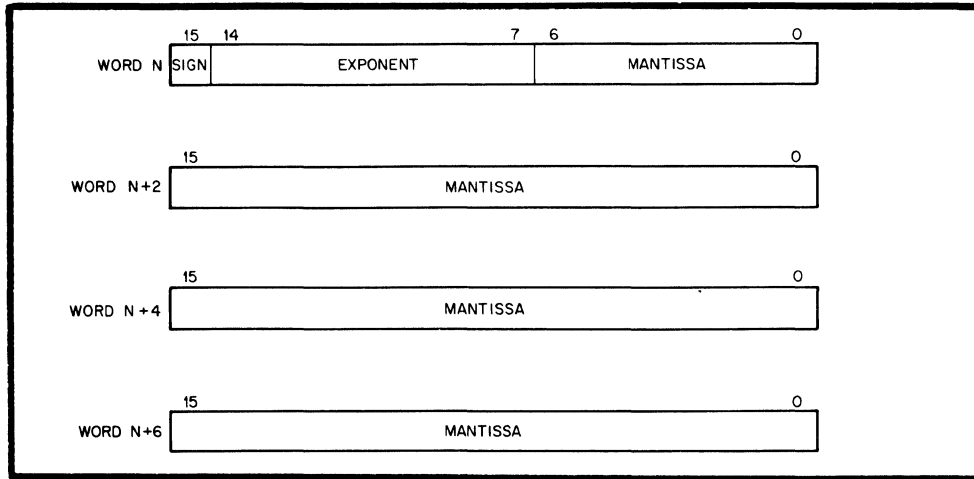 15 14 7 6 0
WORD N SIGN EXPONENT MANTISSA
15 0
WORD N+2 MANTISSA
15 0
WORD N+4 MANTISSA
15 0
WORD N+6 MANTISSA